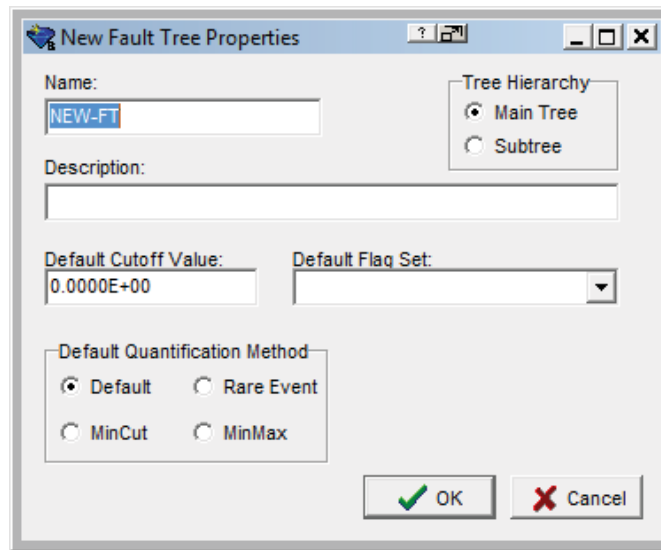 New Fault Tree Properties
Name:
NEW-FT
Tree Hierarchy
Main Tree
Subtree
Description:
Default Cutoff Value:
0.0000E+00
Default Flag Set:
Default Quantification Method
Default
Rare Event
MinCut
MinMax
OK
Cancel